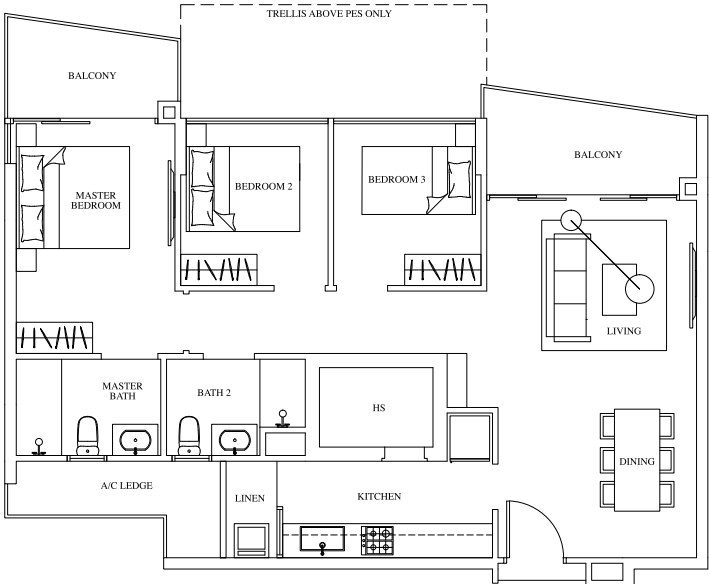 TRELLIS ABOVE PES ONLY
BALCONY
BALCONY
MASTER
BEDROOM
BEDROOM 2
BEDROOM 3
LIVING
MASTER
BATH
BATH 2
HS
DINING
A/C LEDGE
LINEN
KITCHEN